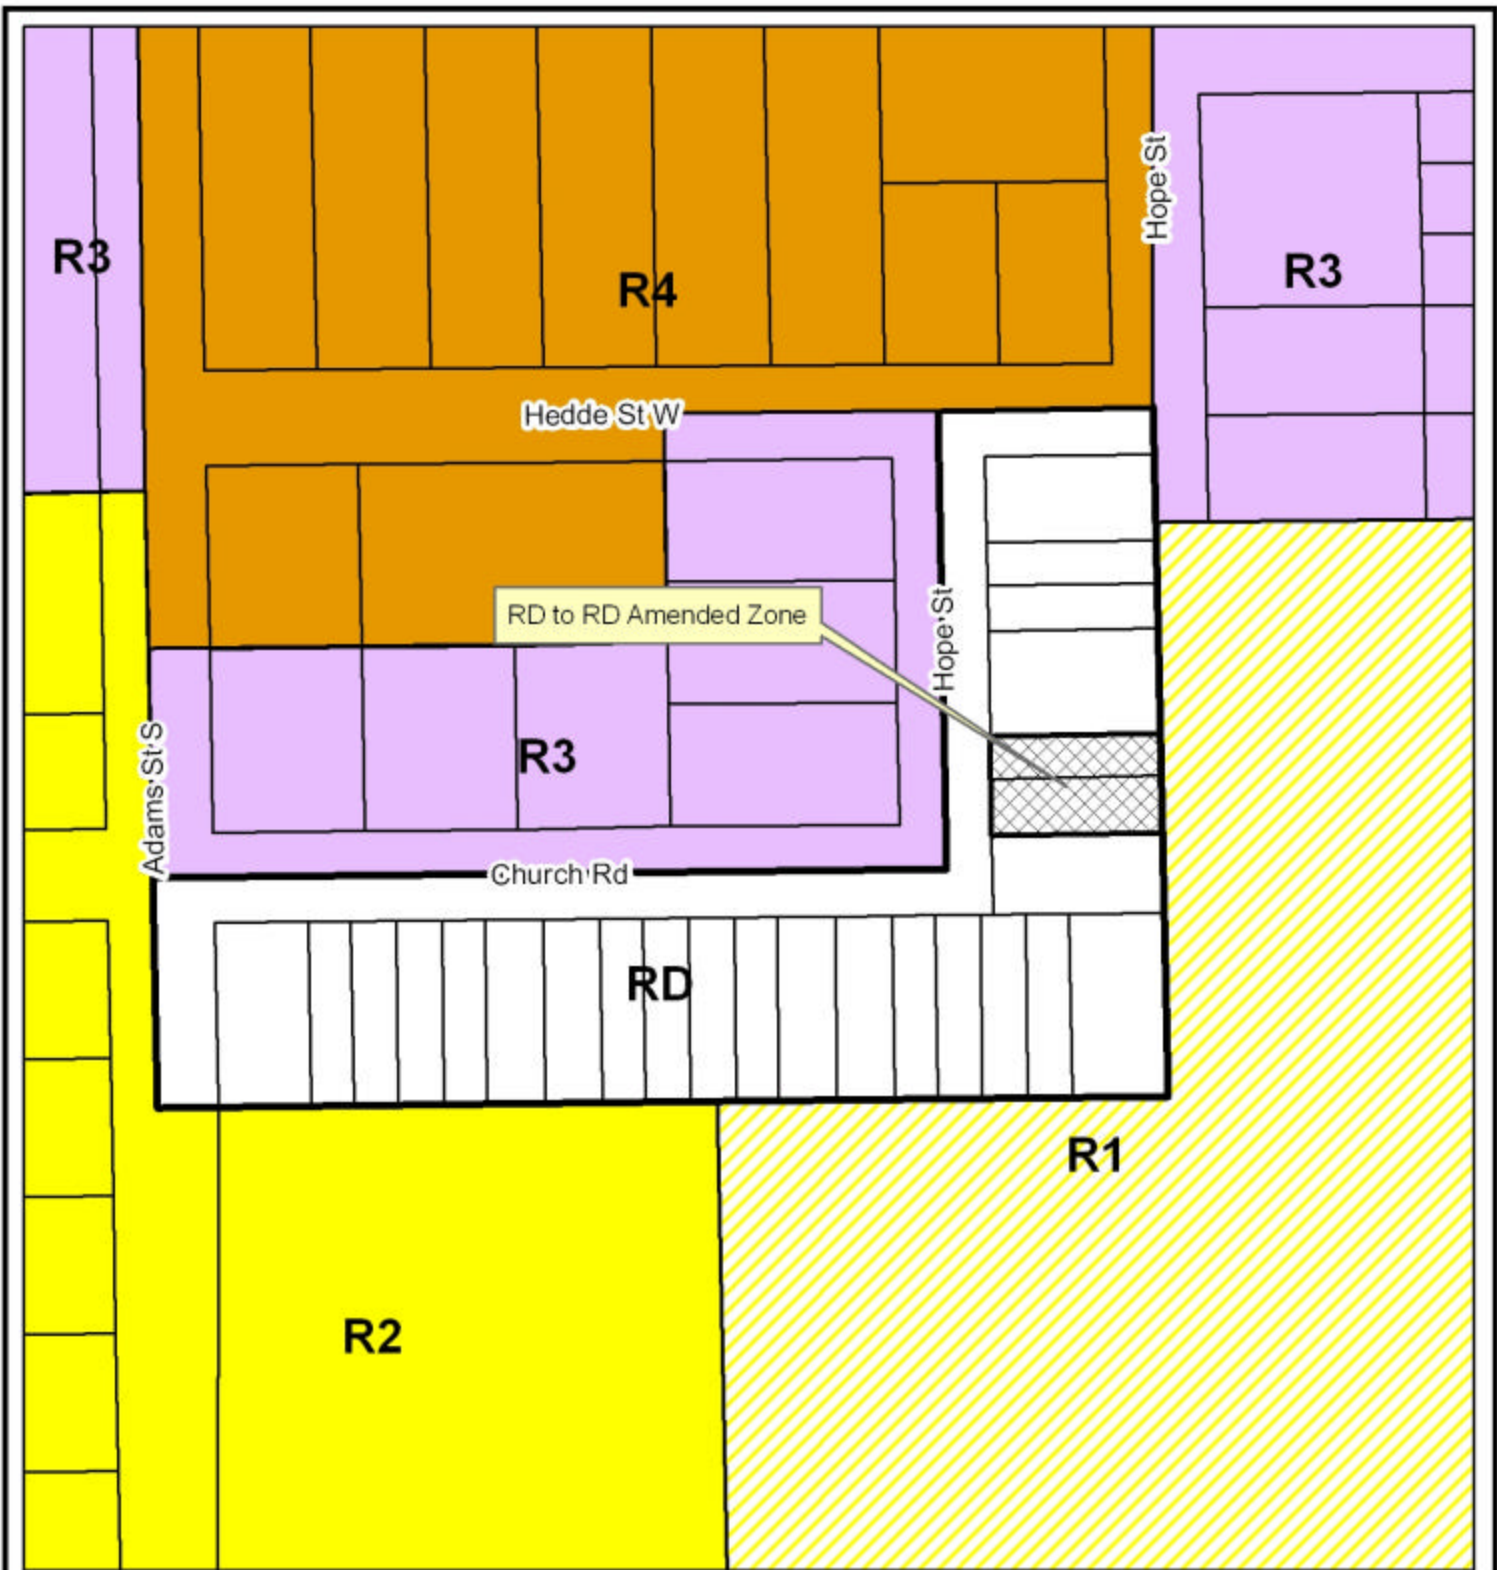 Hope St
R3
R3
R4
Hedde St W
RD to RD Amended Zone
Hope St
R3
Adams St S
Church Rd
RD
R1
R2